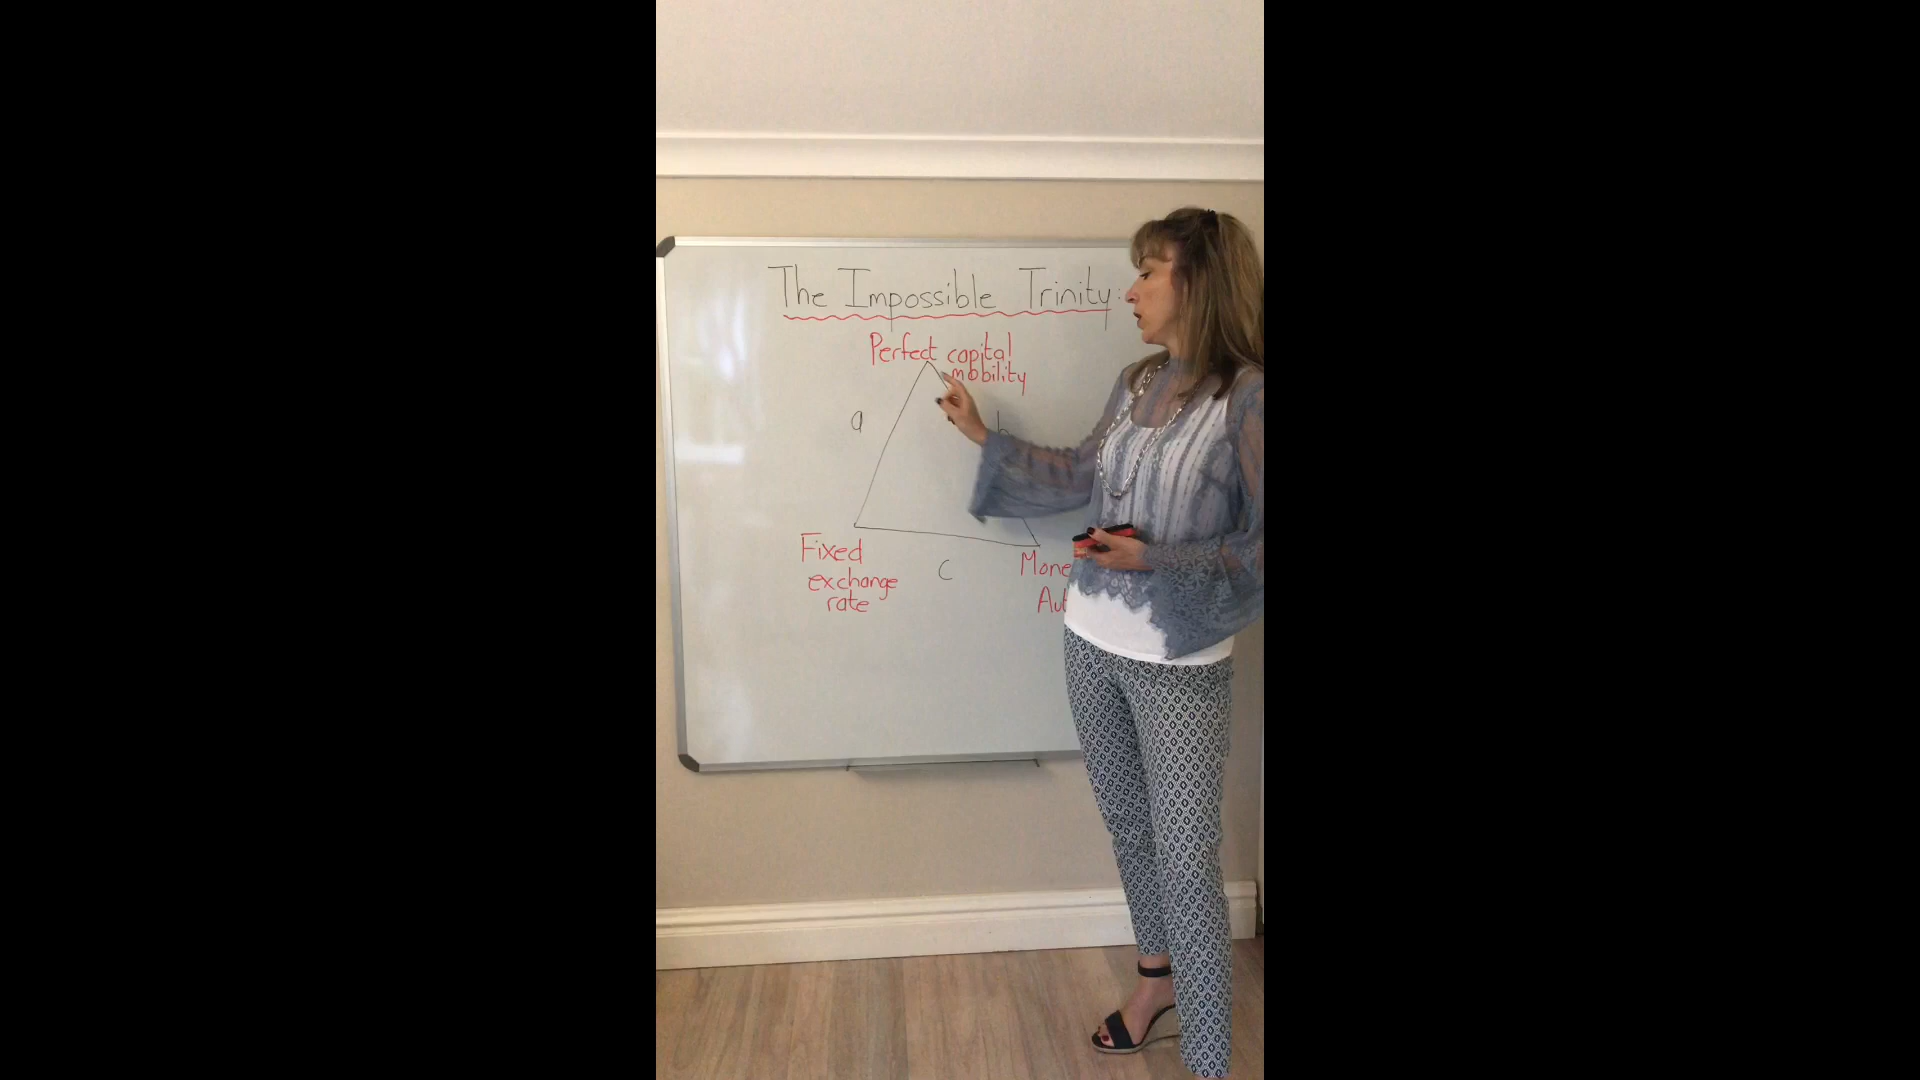 The Impossible Trinity:
Perfect capital
mobility
a
b
Fixed
exchange
rate
c